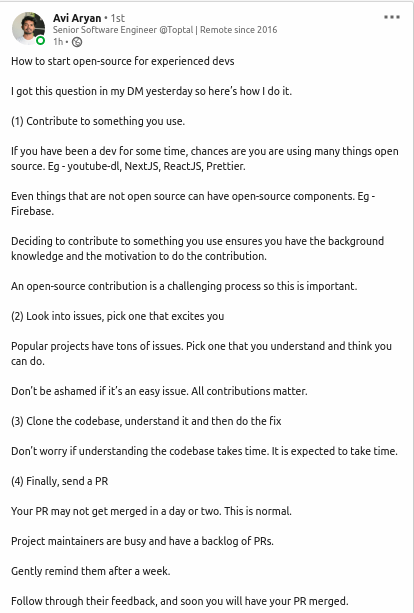 Avi Aryan • 1st
Senior Software Engineer @Toptal | Remote since 2016
1h •
How to start open-source for experienced devs
I got this question in my DM yesterday so here's how I do it.
(1) Contribute to something you use.
If you have been a dev for some time, chances are you are using many things open
source. Eg - youtube-dl, NextJS, ReactJS, Prettier.
Even things that are not open source can have open-source components. Eg -
Firebase.
Deciding to contribute to something you use ensures you have the background
knowledge and the motivation to do the contribution.
An open-source contribution is a challenging process so this is important.
(2) Look into issues, pick one that excites you
Popular projects have tons of issues. Pick one that you understand and think you
can do.
Don't be ashamed if it's an easy issue. All contributions matter.
(3) Clone the codebase, understand it and then do the fix
Don't worry if understanding the codebase takes time. It is expected to take time.
(4) Finally, send a PR
Your PR may not get merged in a day or two. This is normal.
Project maintainers are busy and have a backlog of PRs.
Gently remind them after a week.
Follow through their feedback, and soon you will have your PR merged.